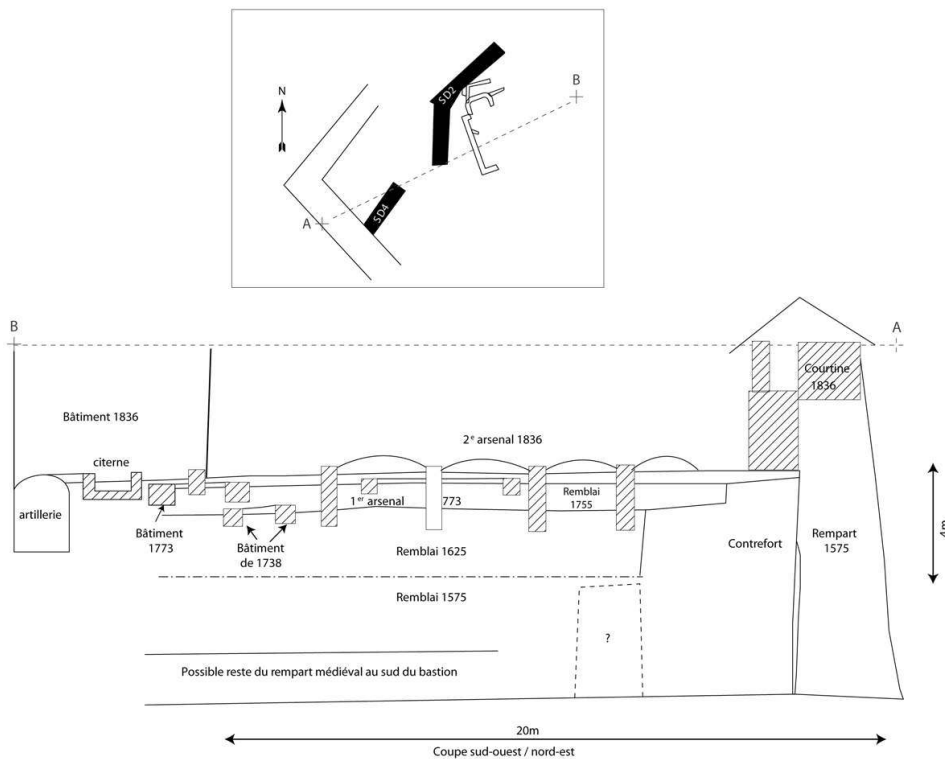 N
SD2
B
A
SD4
B
A
Courtine
1836
Bâtiment 1836
2e arsenal 1836
citerne
1er arsenal
773
Remblai
1755
artillerie
Bâtiment
1773
Bâtiment
de 1738
Remblai 1625
Contrefort
Rempart
1575
4m
Remblai 1575
?
Possible reste du rempart médiéval au sud du bastion
20m
Coupe sud-ouest / nord-est